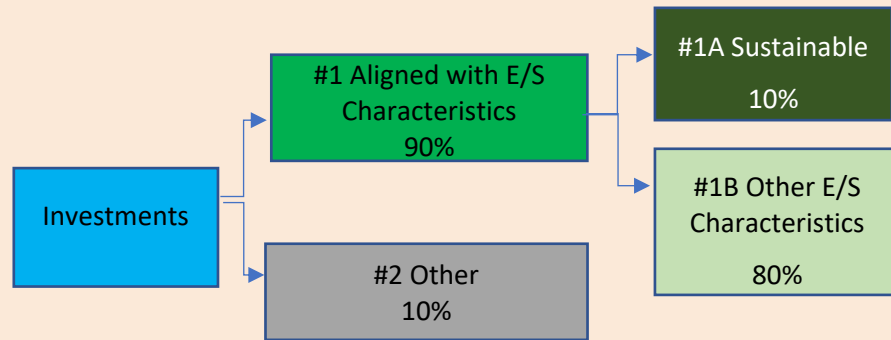 Investments
#1 Aligned with E/S
Characteristics
90%
#2 Other
10%
#1A Sustainable
10%
#1B Other E/S
Characteristics
80%